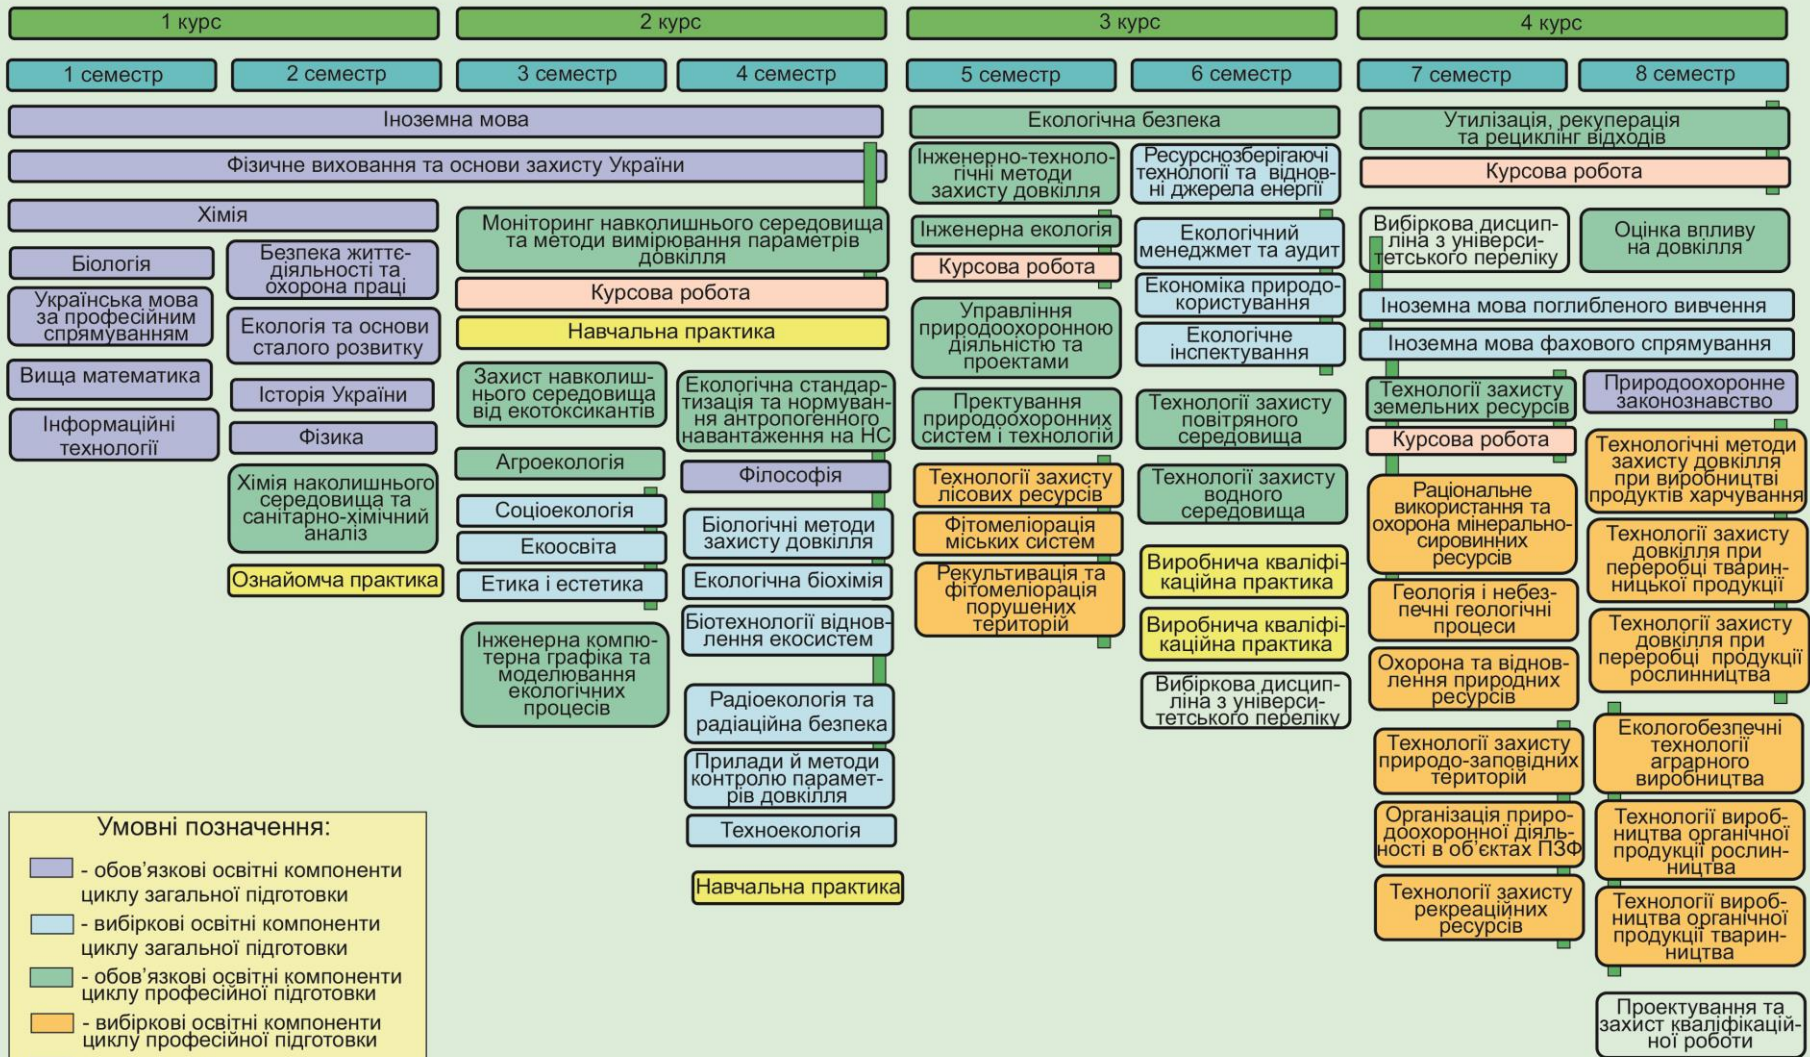 1 курс
2 курс
3 курс
4 курс
1 семестр
2 семестр
3 семестр
4 семестр
5 семестр
6 семестр
7 семестр
8 семестр
Іноземна мова
Фізичне виховання та основи захисту України
Хімія
Біологія
Українська мова
за професійним
спрямуванням
Вища математика
Інформаційні
технології
Безпека життє-
діяльності та
охорона праці
Екологія та основи
сталого розвитку
Історія України
Фізика
Хімія наколишнього
середовища та
санітарно-хімічний
аналіз
Ознайомча практика
Моніторинг навколишнього середовища
та методи вимірювання параметрів
довкілля
Курсова робота
Навчальна практика
Захист навколиш-
нього середовища
від екотоксикантів
Агроекологія
Соціоекологія
Екоосвіта
Етика і естетика
Інженерна компю-
терна графіка та
моделювання
екологічних
процесів
Екологічна стандар-
тизація та нормуван-
ня антропогенного
навантаження на НС
Філософія
Біологічні методи
захисту довкілля
Екологічна біохімія
Біотехнології віднов-
лення екосистем
Радіоекологія та
радіаційна безпека
Прилади й методи
контролю парамет-
рів довкілля
Техноекологія
Навчальна практика
Екологічна безпека
Інженерно-техноло-
гічні методи
захисту довкілля
Інженерна екологія
Курсова робота
Управління
природоохоронною
діяльністю та
проектами
Пректування
природоохоронних
систем і технологій
Технології захисту
лісових ресурсів
Фітомеліорація
міських систем
Рекультивація та
фітомеліорація
порушених
територій
Ресурснозберігаючі
технології та віднов-
ні джерела енергії
Екологічний
менеджмет та аудит
Економіка природо-
користування
Екологічне
інспектування
Технології захисту
повітряного
середовища
Технології захисту
водного
середовища
Виробнича кваліфі-
каційна практика
Виробнича кваліфі-
каційна практика
Вибіркова дисцип-
ліна з універси-
тетського переліку
Утилізація, рекуперація
та рециклінг відходів
Курсова робота
Вибіркова дисцип-
ліна з універси-
тетського переліку
Оцінка впливу
на довкілля
Іноземна мова поглибленого вивчення
Іноземна мова фахового спрямування
Технології захисту
земельних ресурсів
Курсова робота
Раціональне
використання та
охорона мінерально-
сировинних
ресурсів
Геологія і небез-
печні геологічні
процеси
Охорона та віднов-
лення природних
ресурсів
Технології захисту
природо-заповідних
територій
Організація приро-
доохоронної діяль-
ності в об'єктах ПЗФ
Технології захисту
рекреаційних
ресурсів
Природоохоронне
законознавство
Технологічні методи
захисту довкілля
при виробництві
продуктів харчування
Технології захисту
довкілля при
переробці тварин-
ницької продукції
Технології захисту
довкілля при
переробці продукції
рослинництва
Екологобезпечні
технології
аграрного
виробництва
Технології вироб-
ництва органічної
продукції рослин-
ництва
Технології вироб-
ництва органічної
продукції тварин-
ництва
Проектування та
захист кваліфікацій-
ної роботи
Умовні позначення:
- обов'язкові освітні компоненти
циклу загальної підготовки
- вибіркові освітні компоненти
циклу загальної підготовки
- обов'язкові освітні компоненти
циклу професійної підготовки
- вибіркові освітні компоненти
циклу професійної підготовки